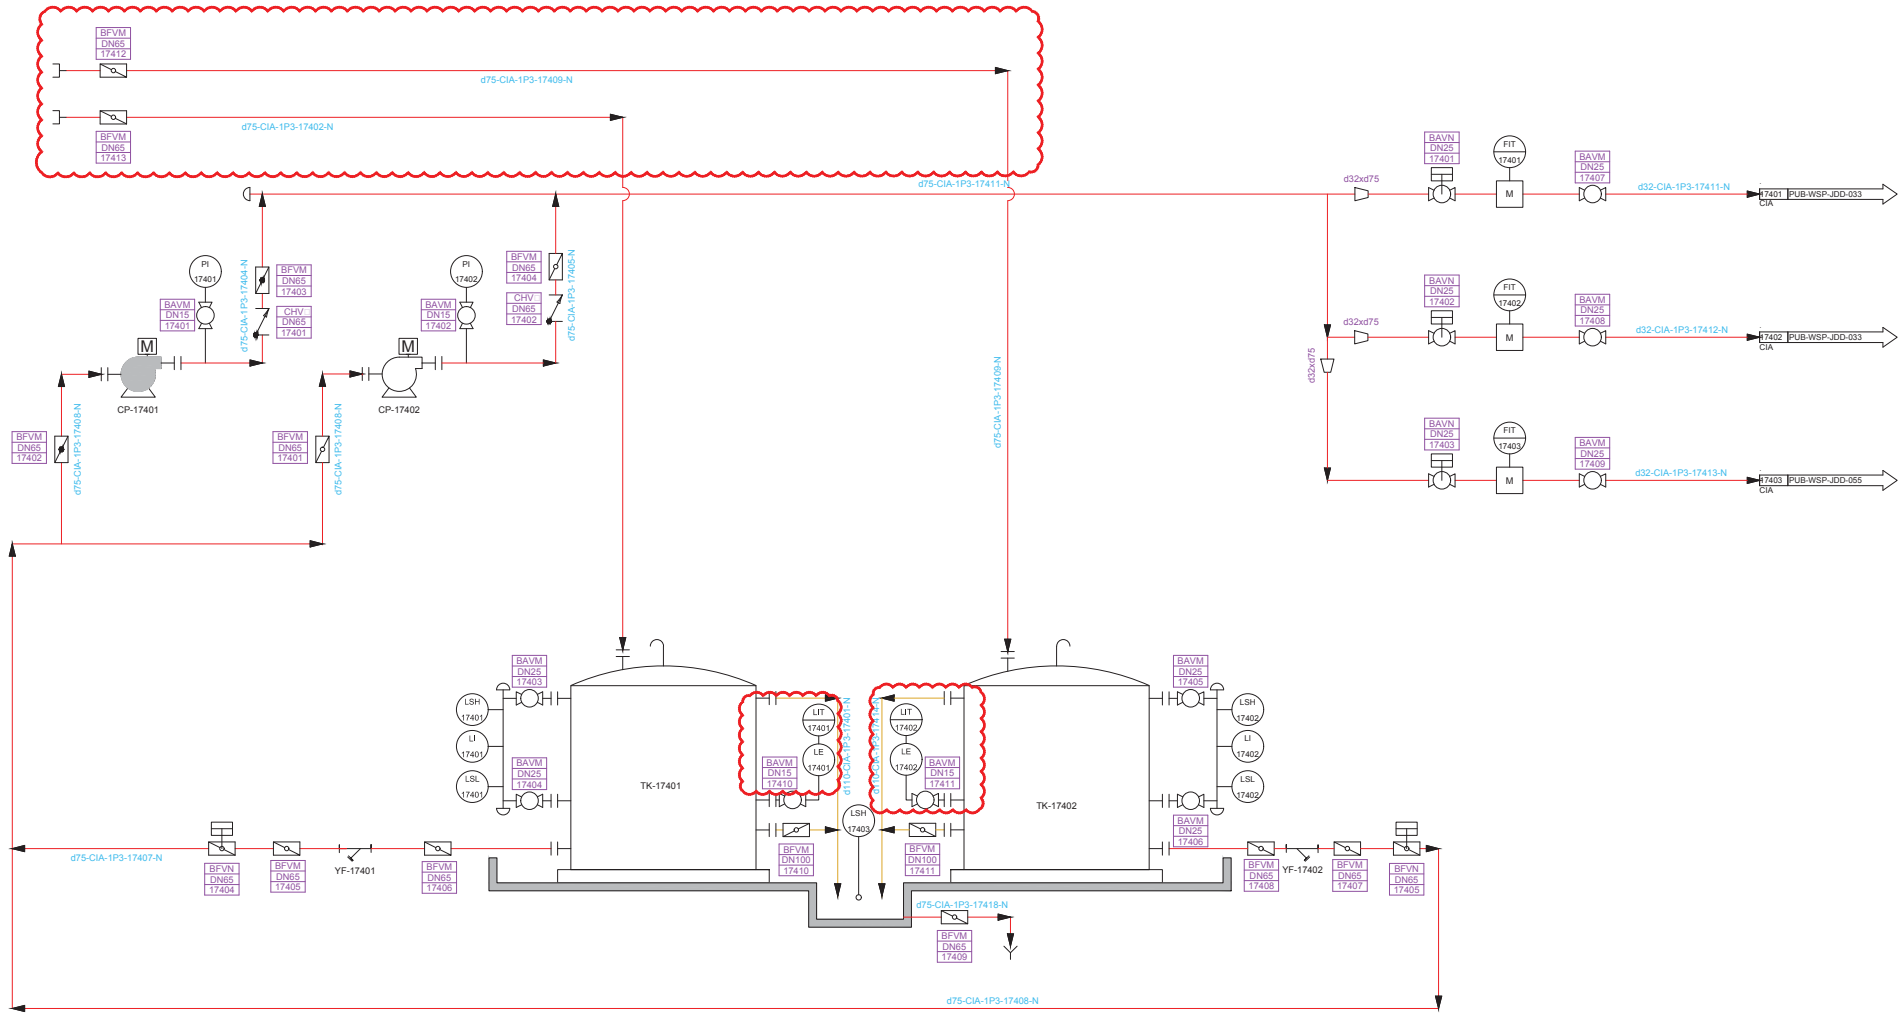 BFVM
DN65
17412
d75-CIA-1P3-17409-N
d75-CIA-1P3-17402-N
BFVM
DN65
17413
d75-CIA-1P3-17411-N
BAVN
DN25
17401
FIT
17401
BAVM
DN25
17407
d32xd75
M
d32-CIA-1P3-17411-N
17401 PUB-WSP-JDD-033
CIA
PI
17401
BAVM
DN15
17401
d75-CIA-1P3-17404-N
BFVM
DN65
17403
CHV
DN65
17401
M
CP-17401
PI
17402
BAVM
DN15
17402
BFVM
DN65
17404
CHV
DN65
17402
d75-CIA-1P3-17405-N
M
CP-17402
BAVN
DN25
17402
FIT
17402
BAVM
DN25
17408
d32xd75
M
d32-CIA-1P3-17412-N
17402 PUB-WSP-JDD-033
CIA
d32xd75
BFVM
DN65
17402
d75-CIA-1P3-17408-N
BFVM
DN65
17401
d75-CIA-1P3-17408-N
d75-CIA-1P3-17409-N
BAVN
DN25
17403
FIT
17403
BAVM
DN25
17409
M
d32-CIA-1P3-17413-N
17403 PUB-WSP-JDD-055
CIA
LSH
17401
LI
17401
LSL
17401
BAVM
DN25
17403
BAVM
DN25
17404
TK-17401
LIT
17401
LE
17401
BAVM
DN15
17410
d110-CIA-1P3-17401-N
d110-CIA-1P3-17414-N
LIT
17402
LE
17402
BAVM
DN15
17411
LSH
17403
TK-17402
BAVM
DN25
17405
LSH
17402
LI
17402
LSL
17402
BAVM
DN25
17406
d75-CIA-1P3-17407-N
BFVN
DN65
17404
BFVM
DN65
17405
YF-17401
BFVM
DN65
17406
BFVM
DN100
17410
BFVM
DN100
17411
BFVM
DN65
17408
YF-17402
BFVM
DN65
17407
BFVN
DN65
17405
d75-CIA-1P3-17418-N
BFVM
DN65
17409
d75-CIA-1P3-17408-N